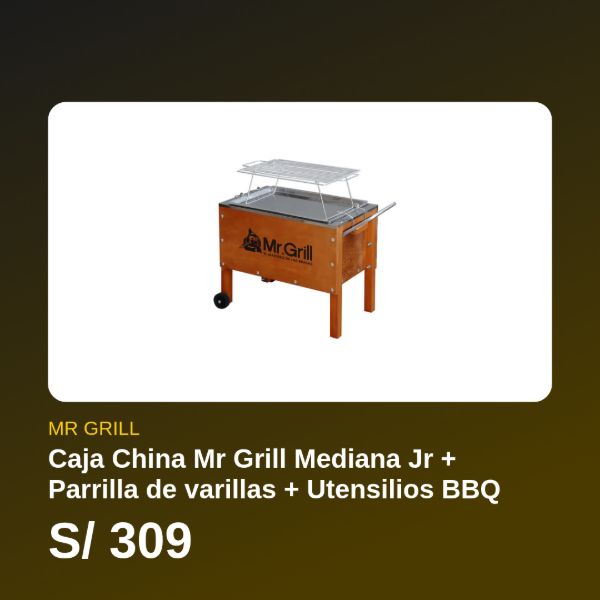 Mr.Grill
MR GRILL
Caja China Mr Grill Mediana Jr +
Parrilla de varillas + Utensilios BBQ
S/ 309